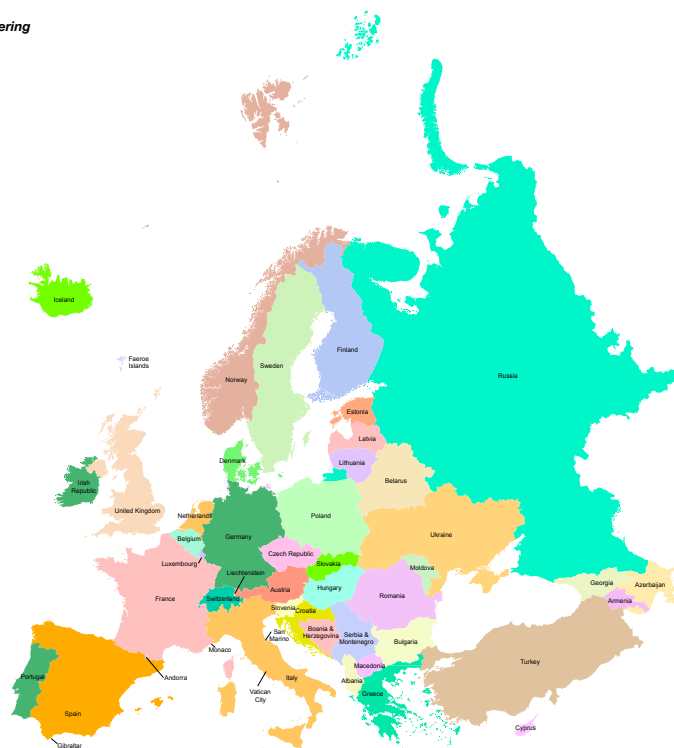 ering
Iceland
Faeroe
Islands
Norway
Sweden
Finland
Russia
Estonia
Latvia
Lithuania
Denmark
Belarus
Irish
Republic
United Kingdom
Netherlands
Poland
Belgium
Germany
Ukraine
Czech Republic
Luxembourg
Slovakia
Moldova
Liechtenstein
Georgia
Azerbaijan
Austria
Hungary
France
Switzerland
Romania
Armenia
Slovenia
Croatia
Bosnia &
Herzegovina
San
Marino
Serbia &
Montenegro
Bulgaria
Monaco
Turkey
Macedonia
Portugal
Andorra
Italy
Albania
Vatican
City
Greece
Spain
Cyprus
Gibraltar